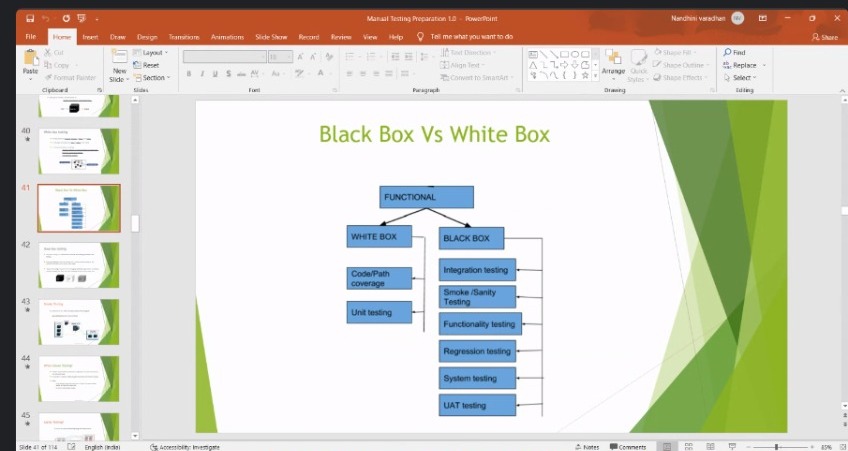 Manual Testing Preparation 1.0 - PowerPoint
Nandhini varadhan
File Home Insert Draw Design Transitions Animations Slide Show Record Review View Help Tell me what you want to do
Share
Cut
Copy
Format Painter
Paste
Clipboard
New Slide
Layout
Reset
Section
Slides
Font
Text Direction
Align Text
Convert to SmartArt
Paragraph
Arrange
Quick Styles
Shape Fill
Shape Outline
Shape Effects
Drawing
Find
Replace
Select
Editing
40
41
42
43
44
45
Black Box Vs White Box
FUNCTIONAL
WHITE BOX
BLACK BOX
Code/Path
coverage
Unit testing
Integration testing
Smoke /Sanity
Testing
Functionality testing
Regression testing
System testing
UAT testing
Slide 41 of 114 English (India) Accessibility: Investigate
Notes Comments 85%